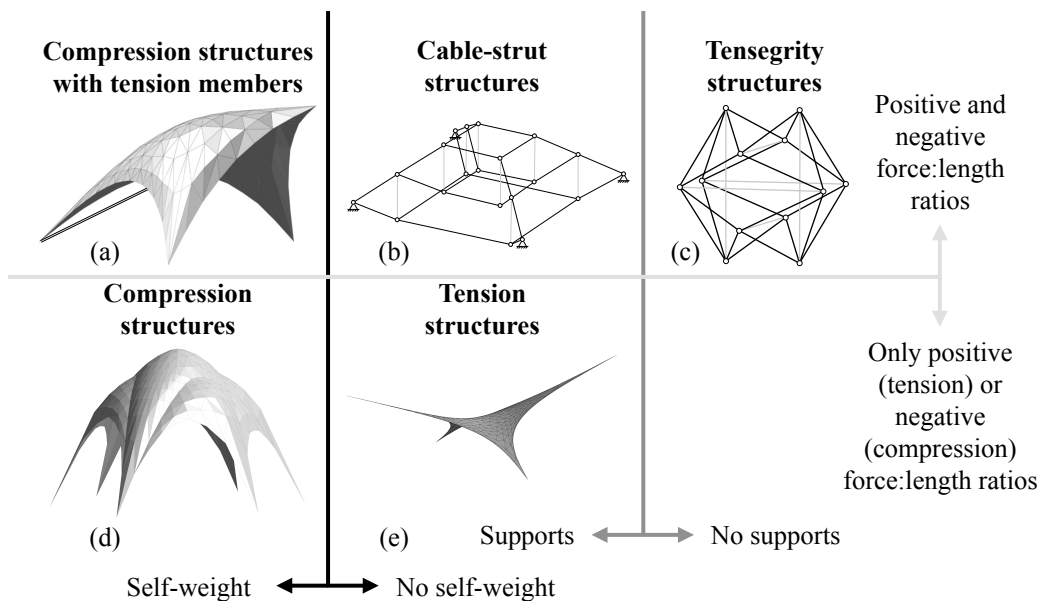 Compression structures
with tension members
Cable-strut
structures
Tensegrity
structures
Positive and
negative
force:length
ratios
(a)
(b)
(c)
Compression
structures
Tension
structures
Only positive
(tension) or
negative
(compression)
force:length ratios
(d)
(e)
Supports
No supports
Self-weight
No self-weight